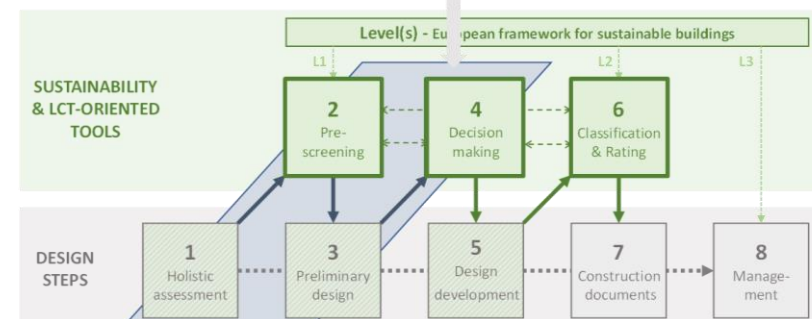 Level(s) - European framework for sustainable buildings
L1
L2
L3
SUSTAINABILITY
& LCT-ORIENTED
TOOLS
2
Pre-
screening
4
Decision
making
6
Classification
& Rating
DESIGN
STEPS
1
Holistic
assessment
3
Preliminary
design
5
Design
development
7
Construction
documents
8
Manage-
ment